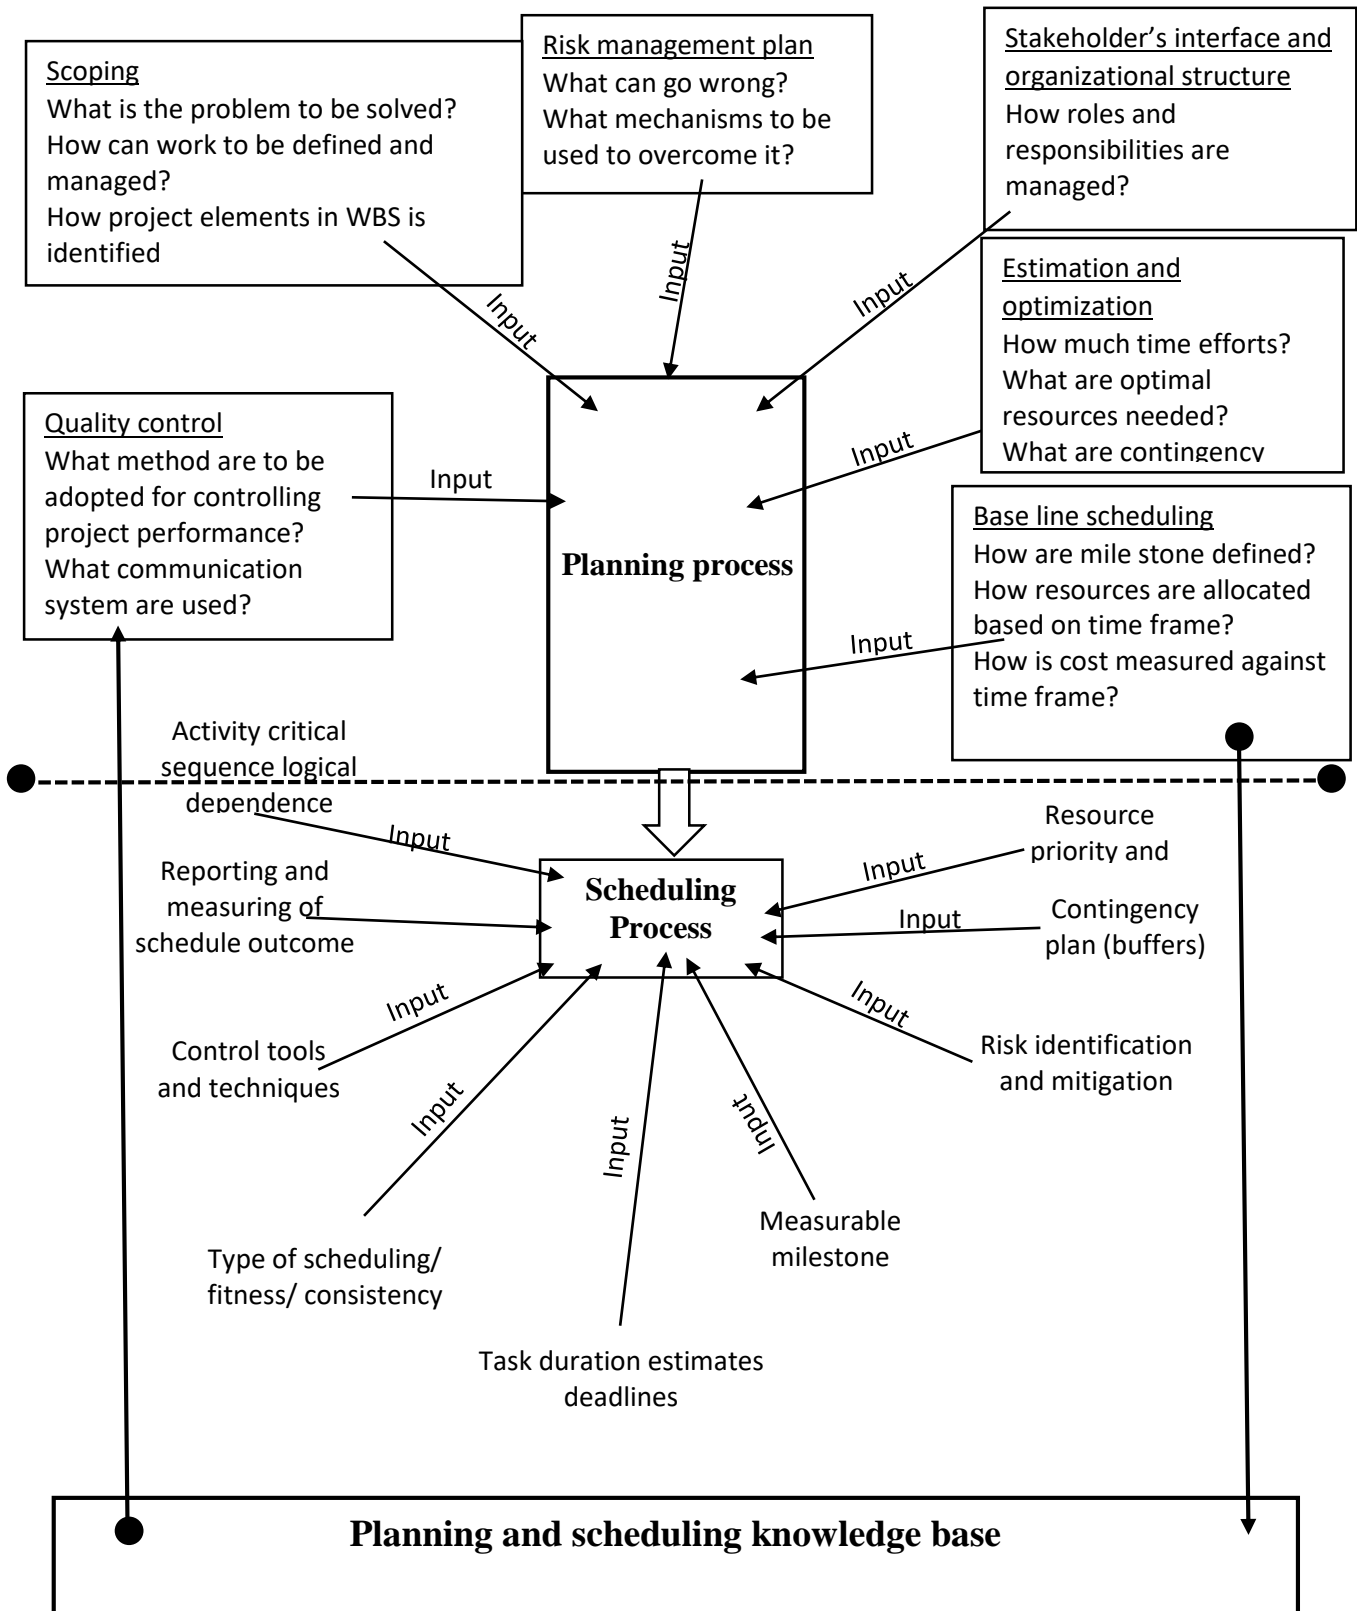 Scoping
What is the problem to be solved?
How can work to be defined and
managed?
How project elements in WBS is
identified
Risk management plan
What can go wrong?
What mechanisms to be
used to overcome it?
Stakeholder’s interface and
organizational structure
How roles and
responsibilities are
managed?
Input
Input
Input
Estimation and
optimization
How much time efforts?
What are optimal
resources needed?
What are contingency
Quality control
What method are to be
adopted for controlling
project performance?
What communication
system are used?
Input
Input
Planning process
Base line scheduling
How are mile stone defined?
How resources are allocated
based on time frame?
How is cost measured against
time frame?
Input
Activity critical
sequence logical
dependence
Input
Reporting and
measuring of
schedule outcome
Scheduling
Process
Resource
priority and
Input
Contingency
plan (buffers)
Input
Control tools
and techniques
Input
Risk identification
and mitigation
Input
Type of scheduling/
fitness/ consistency
Input
Task duration estimates
deadlines
Input
Measurable
milestone
Input
Planning and scheduling knowledge base